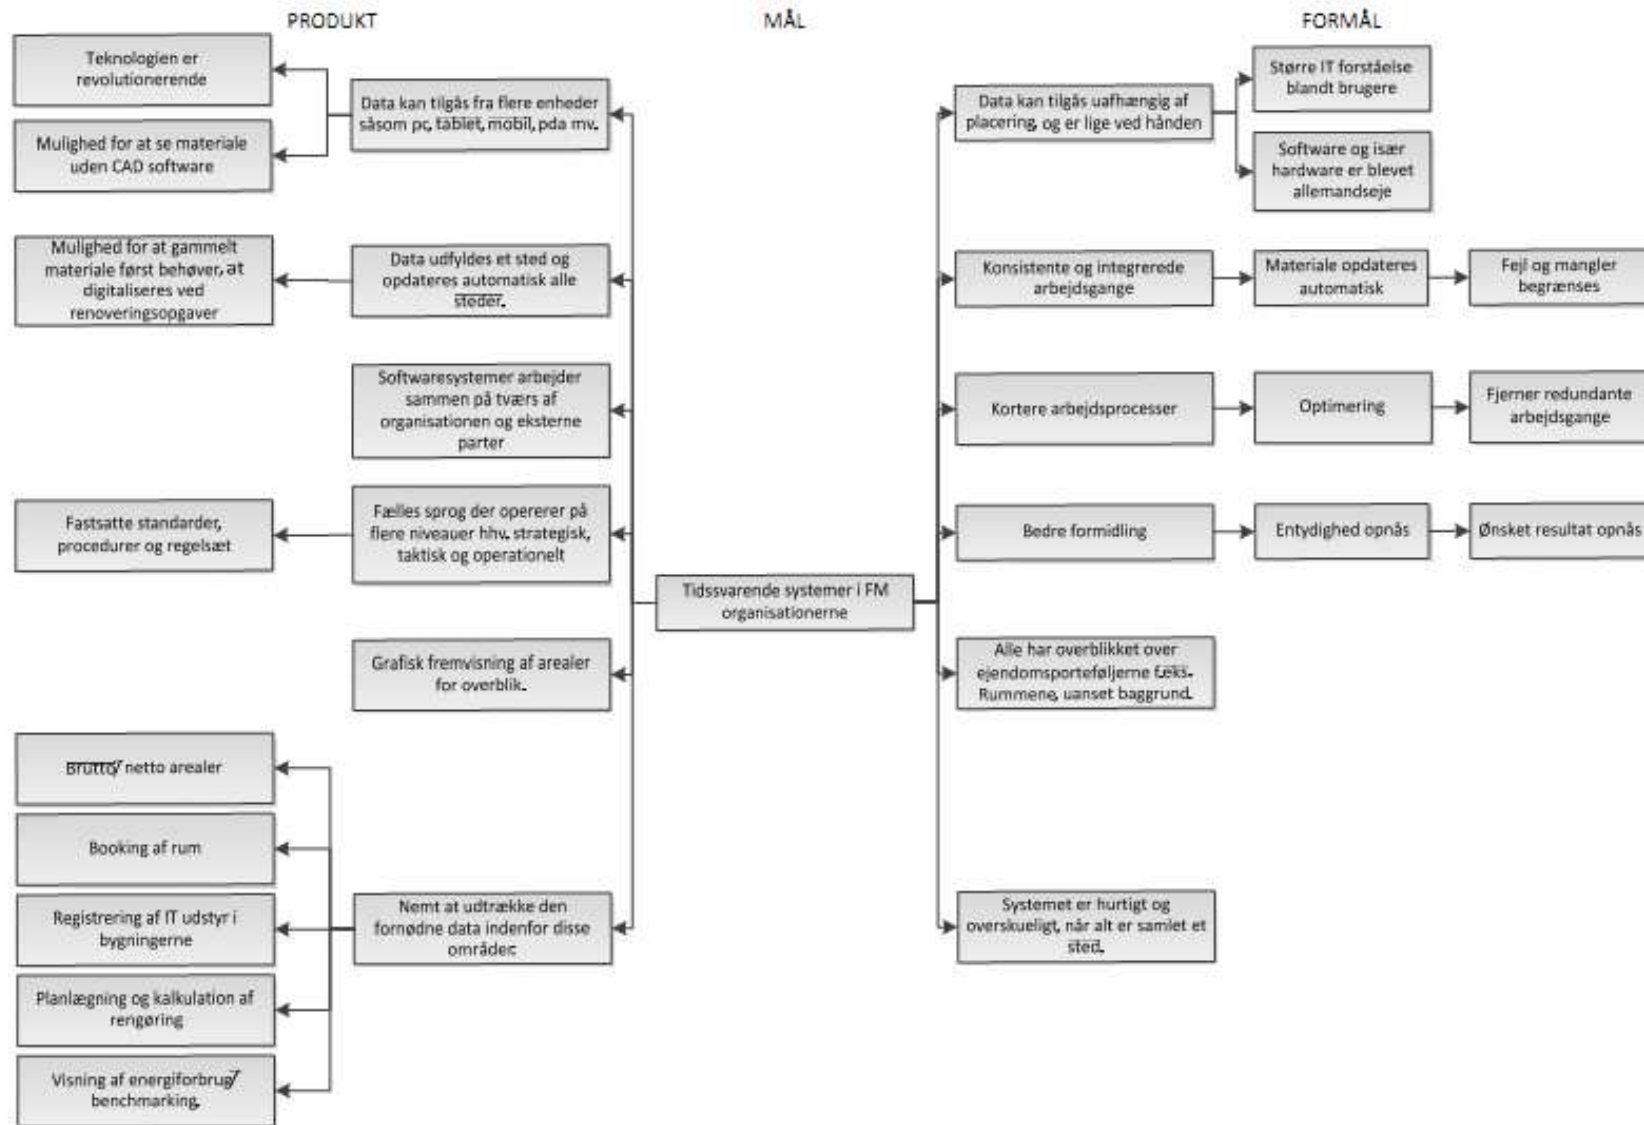 PRODUKT
MÅL
FORMÅL
Teknologien er
revolutionerende
Mulighed for at se materiale
uden CAD software
Data kan tilgås fra flere enheder
såsom pc, tablet, mobil, pda mv.
Mulighed for at gammelt
materiale først behøver, at
digitaliseres ved
renoveringsopgaver
Data udfyldes et sted og
opdateres automatisk alle
steder.
Softwaresystemer arbejder
sammen på tværs af
organisationen og eksterne
parter
Fastsatte standarder,
procedurer og regelsæt
Fælles sprog der opererer på
flere niveauer hhv. strategisk,
taktisk og operationelt
Grafisk fremvisning af arealer
for overblik.
Brutto/ netto arealer
Booking af rum
Registrering af IT udstyr i
bygningerne
Planlægning og kalkulation af
rengøring
Visning af energiforbrug/
benchmarking.
Nemt at udtrække den
fornødne data indenfor disse
områder:
Tidssvarende systemer i FM
organisationerne
Data kan tilgås uafhængig af
placering, og er lige ved hånden
Større IT forståelse
blandt brugere
Software og især
hardware er blevet
allemandseje
Konsistente og integrerede
arbejdsgange
Materiale opdateres
automatisk
Fejl og mangler
begrænses
Kortere arbejdsprocesser
Optimering
Fjerner redundante
arbejdsgange
Bedre formidling
Entydighed opnås
Ønsket resultat opnås
Alle har overblikket over
ejendomsporteføljerne f.eks.
Rummene, uanset baggrund.
Systemet er hurtigt og
overskueligt, når alt er samlet et
sted.